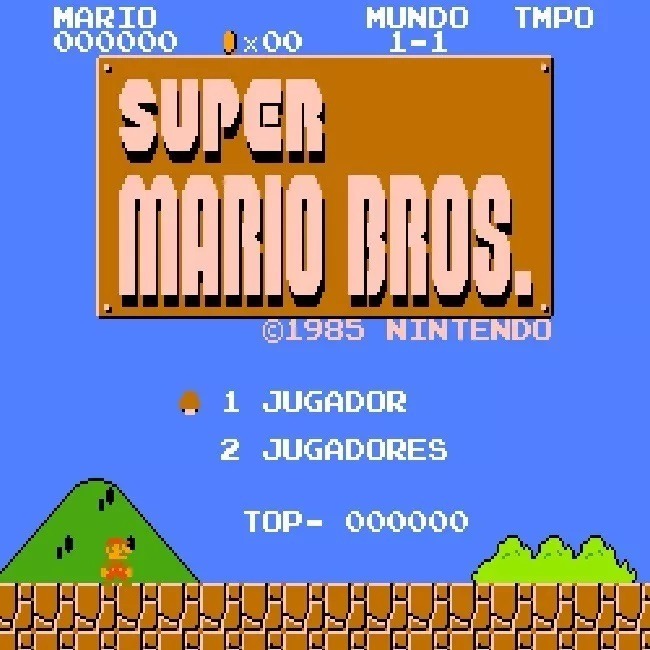 MARIO MUNDO TMPO
000000 x00 1-1
SUPER
MARIO BROS.
©1985 NINTENDO
1 JUGADOR
2 JUGADORES
TOP- 000000